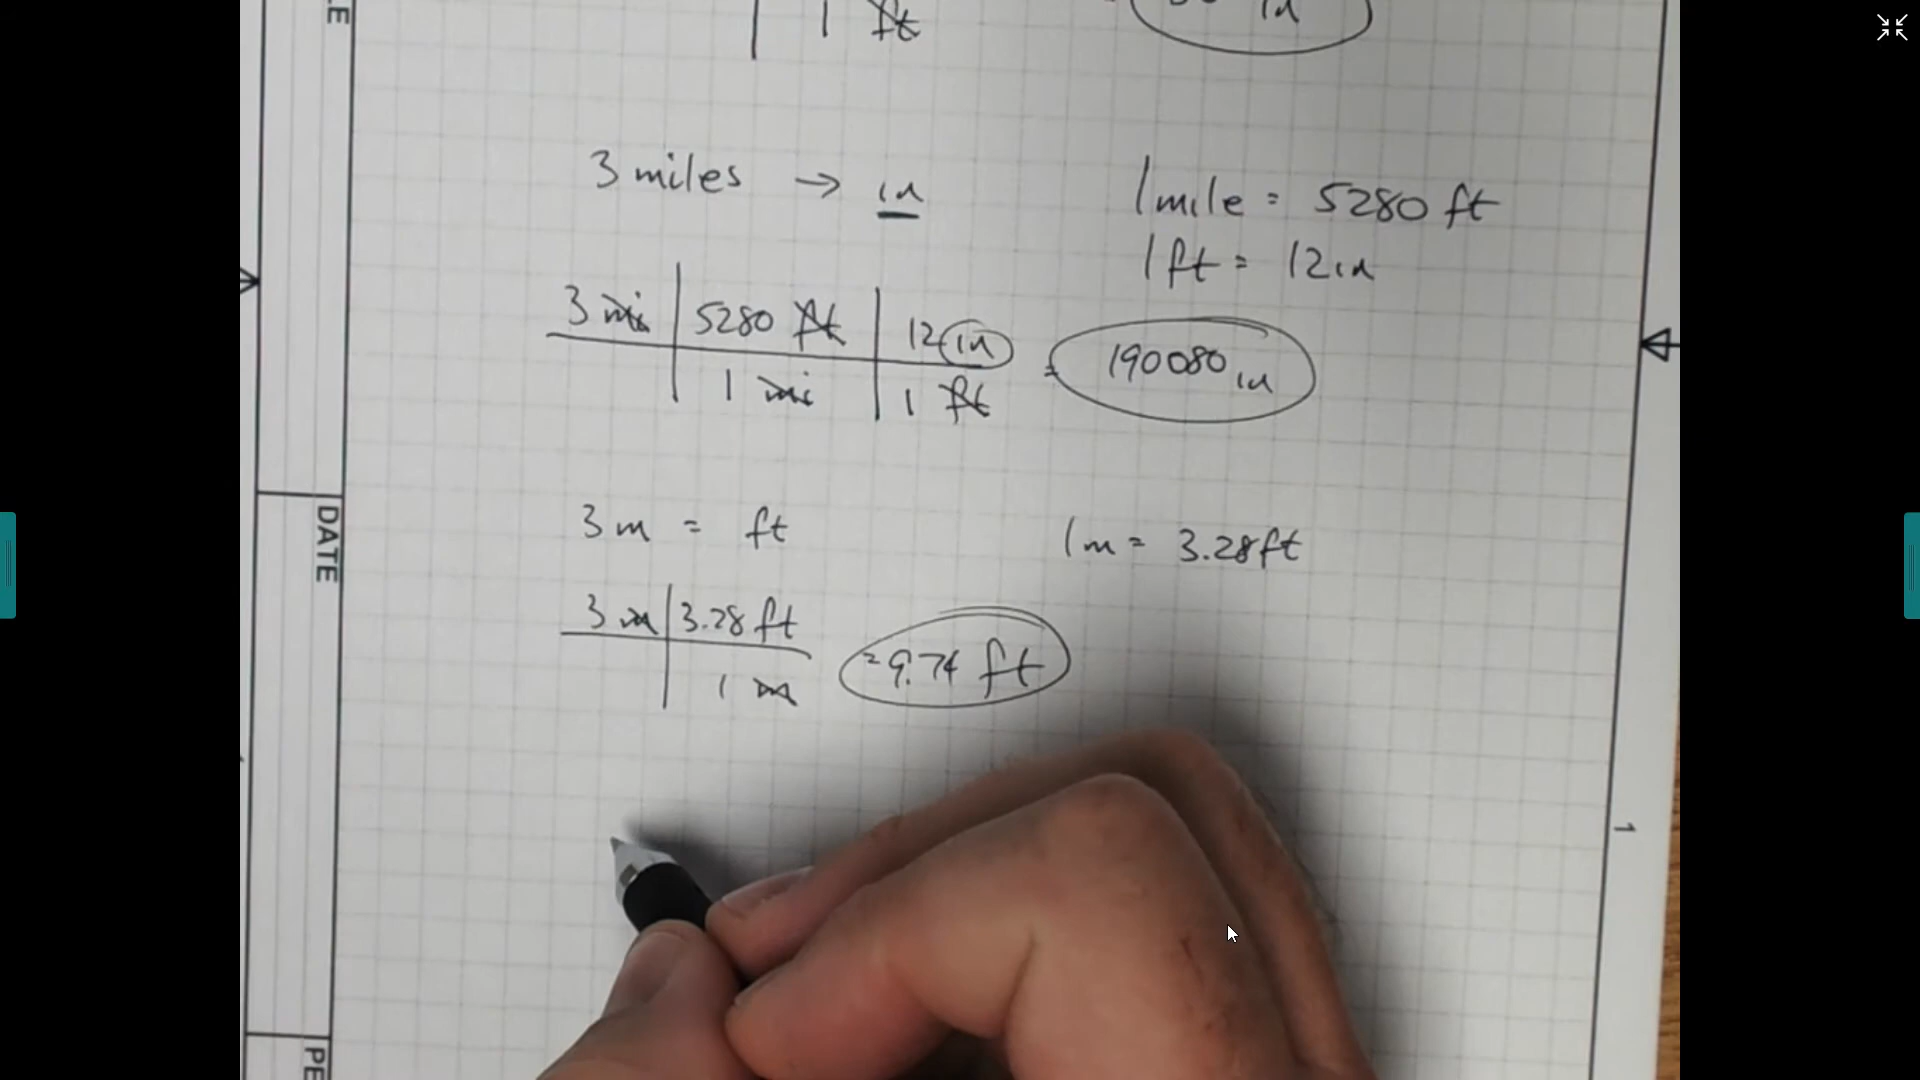 1 ft
in
3 miles → in
1 mile = 5280 ft
1 ft = 12 in
3 mi | 5280 ft | 12 in
1 mi | 1 ft
= 190080 in
3 m = ft
1 m = 3.28 ft
3 m | 3.28 ft
1 m
= 9.74 ft
DATE
1